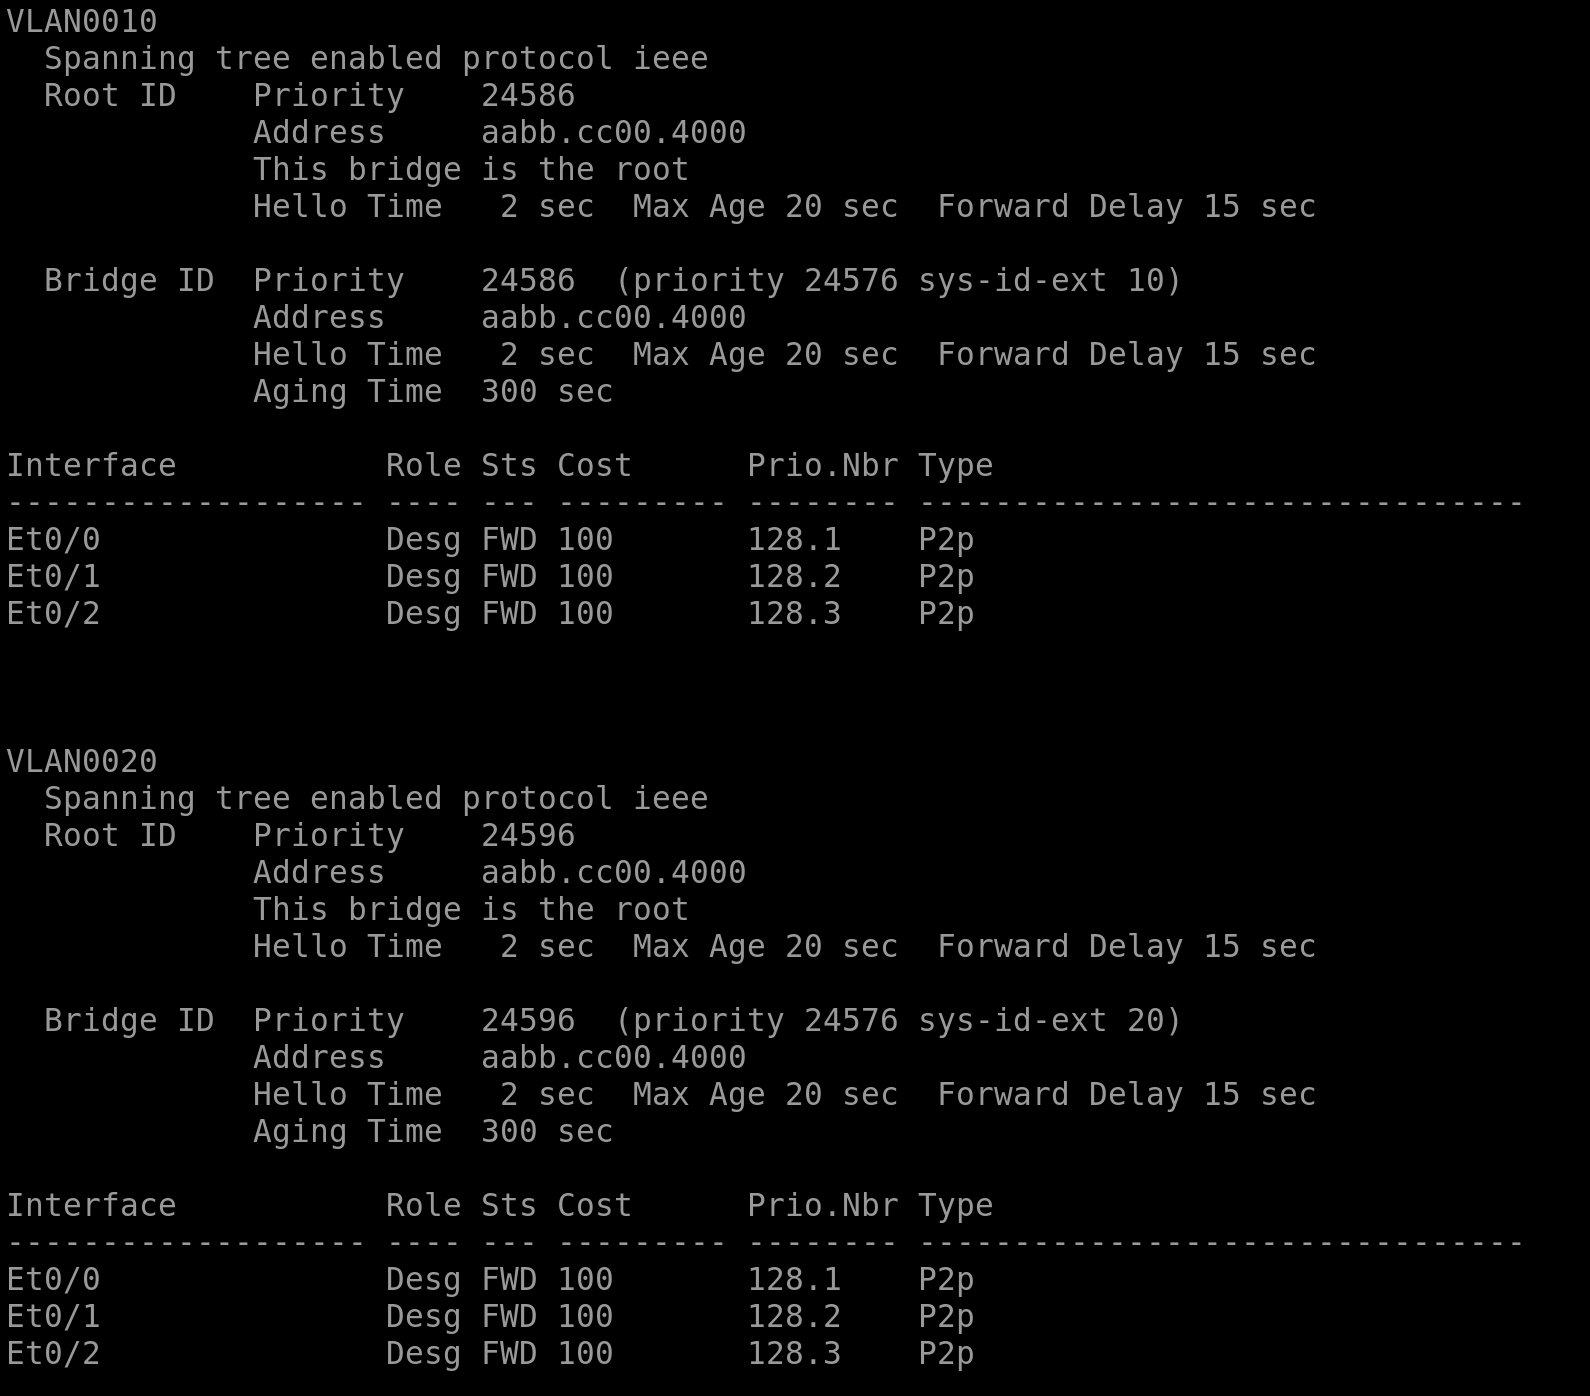 VLAN0010
  Spanning tree enabled protocol ieee
  Root ID    Priority    24586
             Address     aabb.cc00.4000
             This bridge is the root
             Hello Time   2 sec  Max Age 20 sec  Forward Delay 15 sec

  Bridge ID  Priority    24586  (priority 24576 sys-id-ext 10)
             Address     aabb.cc00.4000
             Hello Time   2 sec  Max Age 20 sec  Forward Delay 15 sec
             Aging Time  300 sec

Interface           Role Sts Cost      Prio.Nbr Type
------------------- ---- --- --------- -------- --------------------------------
Et0/0               Desg FWD 100       128.1    P2p
Et0/1               Desg FWD 100       128.2    P2p
Et0/2               Desg FWD 100       128.3    P2p

VLAN0020
  Spanning tree enabled protocol ieee
  Root ID    Priority    24596
             Address     aabb.cc00.4000
             This bridge is the root
             Hello Time   2 sec  Max Age 20 sec  Forward Delay 15 sec

  Bridge ID  Priority    24596  (priority 24576 sys-id-ext 20)
             Address     aabb.cc00.4000
             Hello Time   2 sec  Max Age 20 sec  Forward Delay 15 sec
             Aging Time  300 sec

Interface           Role Sts Cost      Prio.Nbr Type
------------------- ---- --- --------- -------- --------------------------------
Et0/0               Desg FWD 100       128.1    P2p
Et0/1               Desg FWD 100       128.2    P2p
Et0/2               Desg FWD 100       128.3    P2p